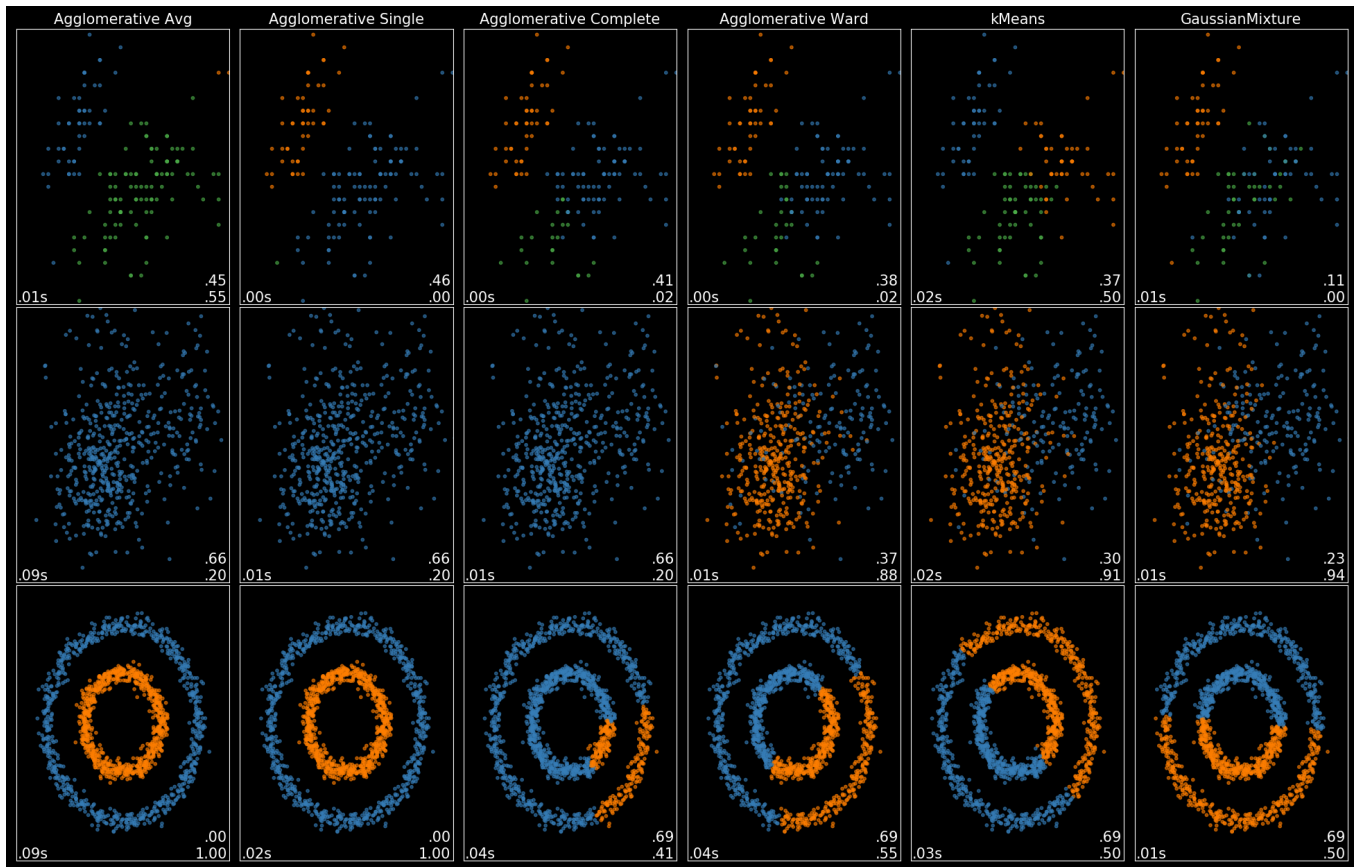 Agglomerative Avg
Agglomerative Single
Agglomerative Complete
Agglomerative Ward
kMeans
GaussianMixture
.45
.01s .55
.46
.00s .00
.41
.00s .02
.38
.00s .02
.37
.02s .50
.11
.01s .00
.66
.09s .20
.66
.01s .20
.66
.01s .20
.37
.01s .88
.30
.02s .91
.23
.01s .94
.00
.09s 1.00
.00
.02s 1.00
.69
.04s .41
.69
.04s .55
.69
.03s .50
.69
.01s .50